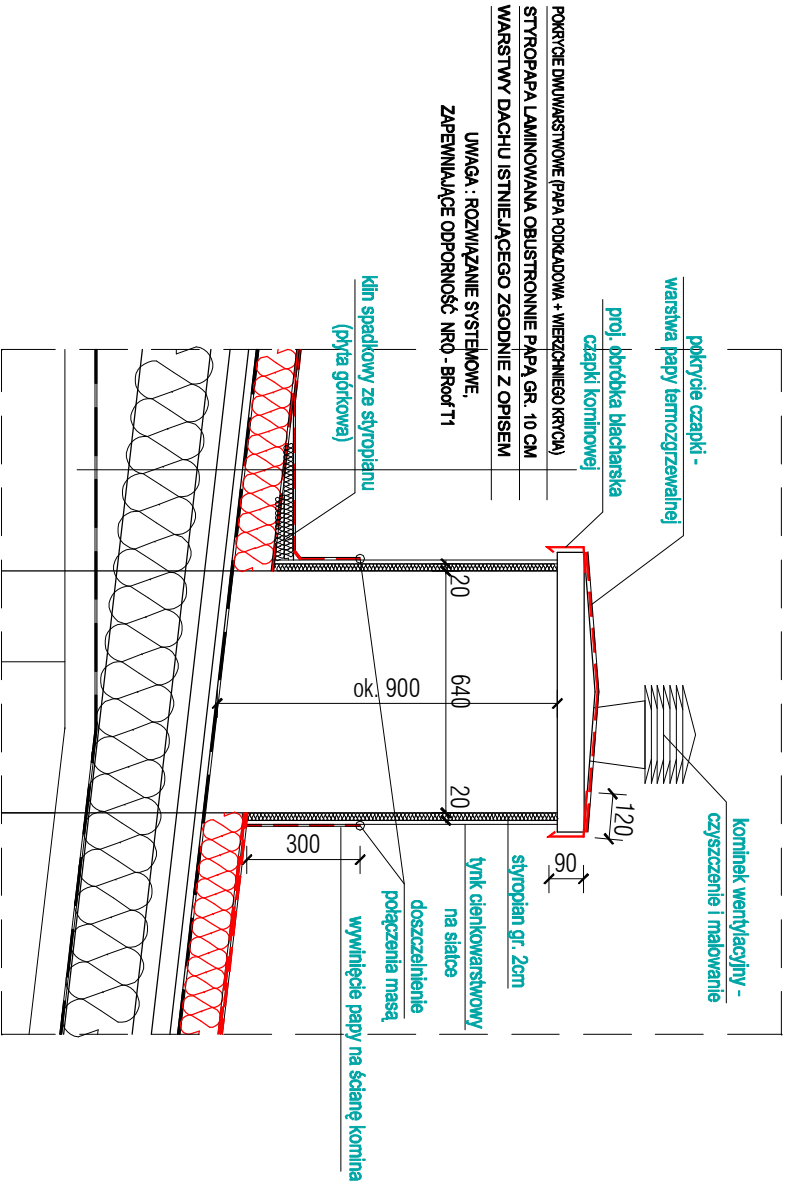 POKRYCIE DWUWARSTWOWE (PAPA PODKŁADOWA + WIERZCHNIEGO KRYCIA)
STYROPAPA LAMINOWANA OBUSTRONNIE PAPĄ GR. 10 CM
WARSTWY DACHU ISTNIEJĄCEGO ZGODNIE Z OPISEM
UWAGA : ROZWIĄZANIE SYSTEMOWE,
ZAPEWNIAJĄCE ODPORNOŚĆ NRO - BRoof T1
pokrycie czapki -
warstwa papy termozgrzewalnej
proj. obróbka blacharska
czapki kominowej
klin spadkowy ze styropianu
(płyta górkowa)
20
640
20
ok. 900
120
90
300
kominek wentylacyjny -
czyszczenie i malowanie
styropian gr. 2cm
tynk cienkowarstwowy
na siatce
doszczelnienie
połączenia masą
wywinięcie papy na ścianę komina